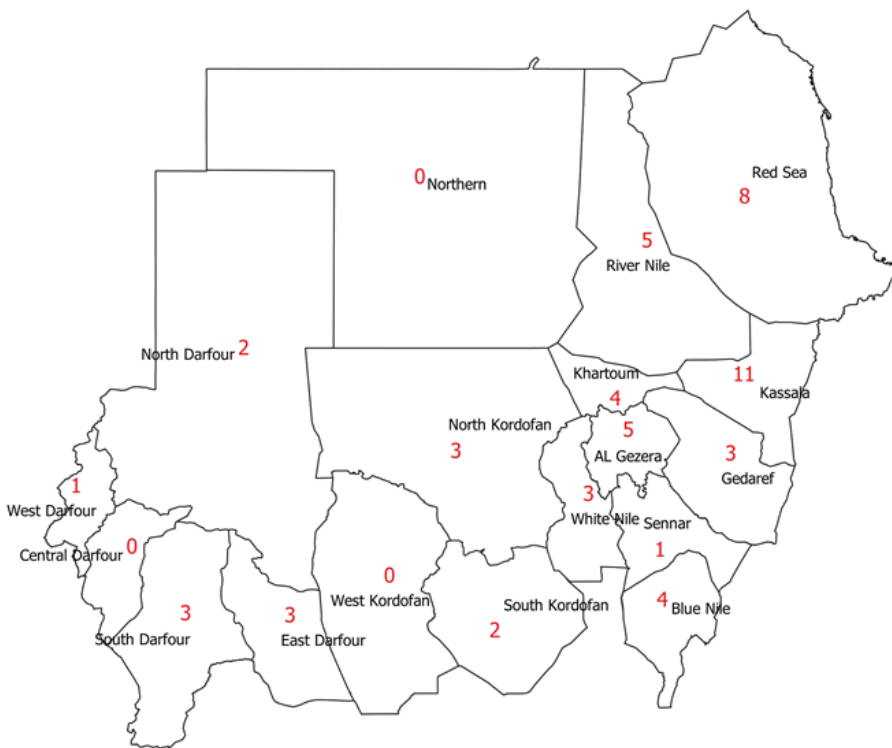 Red Sea
8
0 Northern
5
River Nile
North Darfour 2
Khartoum
4
11
Kassala
North Kordofan
3
5
AL Gezera
3
Gedaref
1
West Darfour
3
White Nile
Sennar
1
Central Darfour 0
0
West Kordofan
4 Blue Nile
South Kordofan
2
3
South Darfour
3
East Darfour